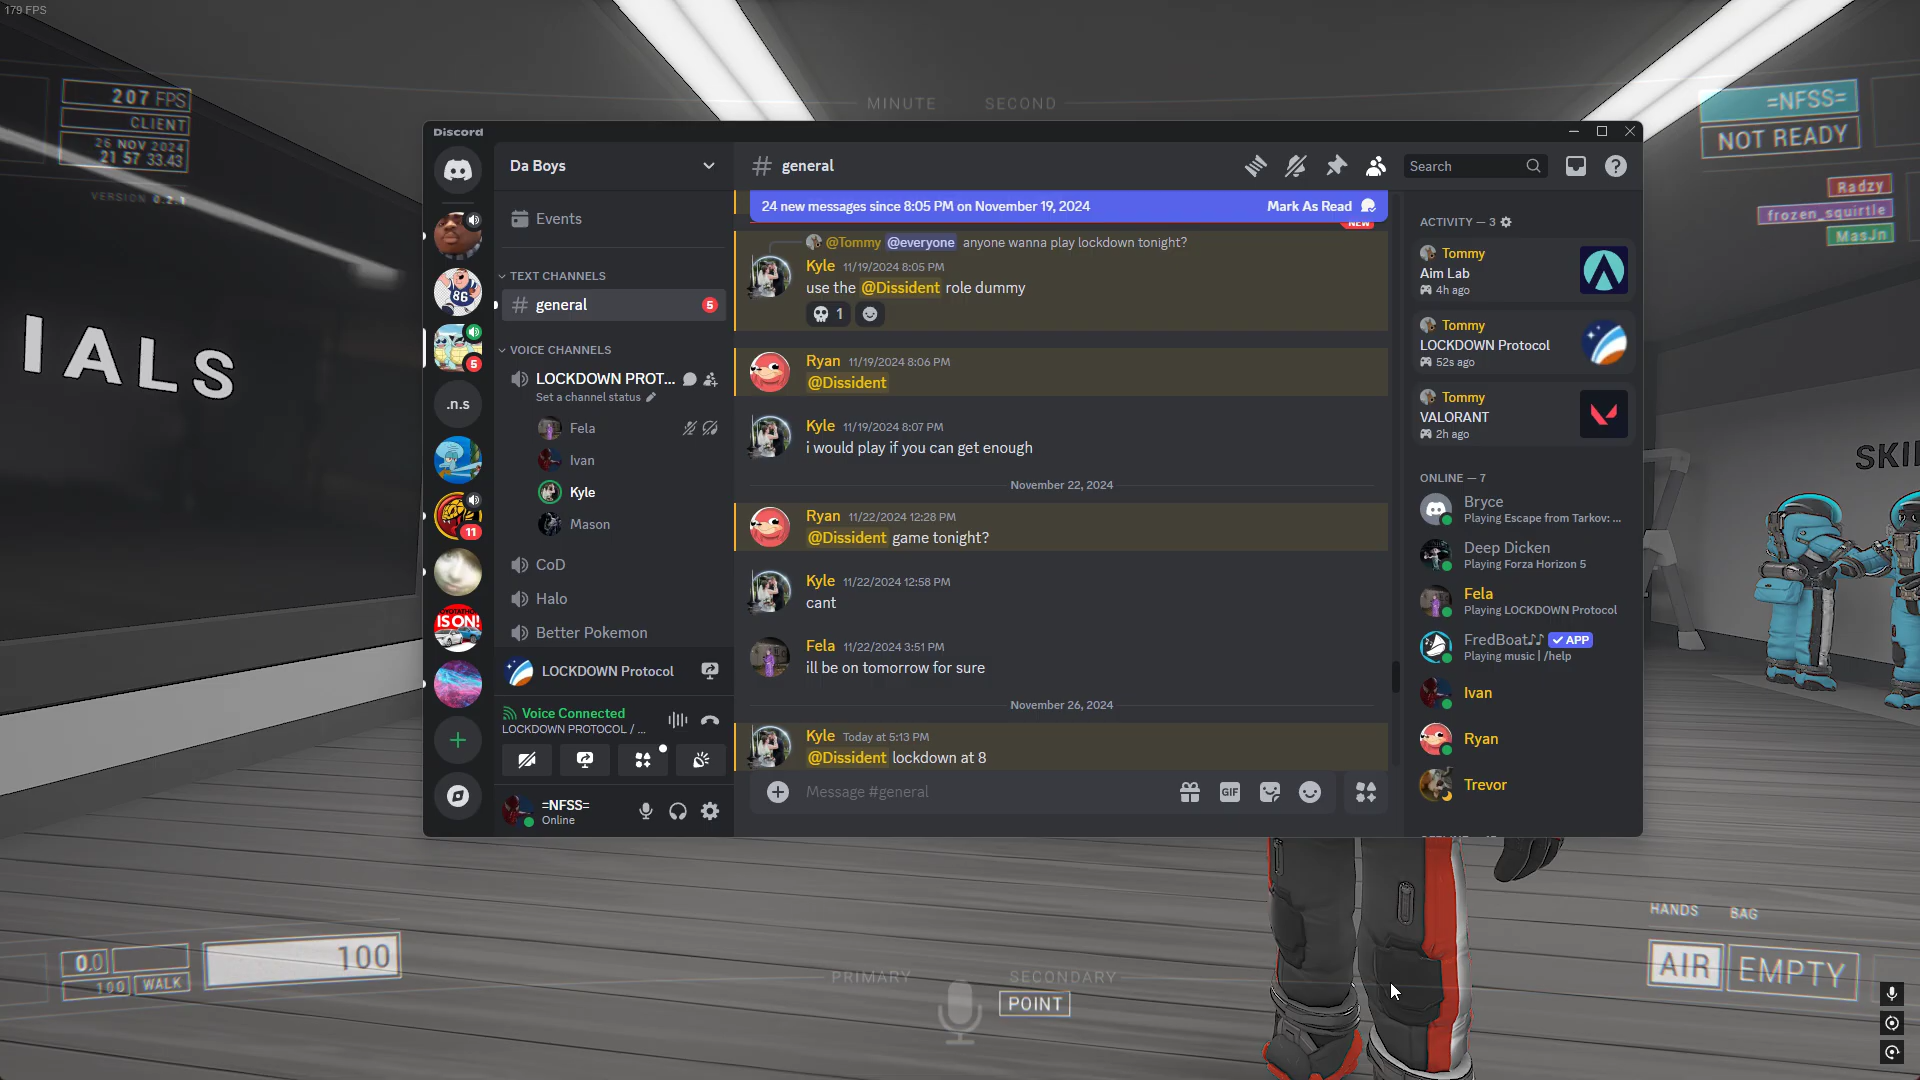 179 FPS
207 FPS
CLIENT
26 NOV 2024
21 57 33.43
VERSION 0.2.1
MINUTE SECOND
=NFSS=
NOT READY
Radzy
frozen_squirtle
MasJn
IALS
SKI
Discord
.n.s
IS ON!
11
5
86
Da Boys
Events
TEXT CHANNELS
general
5
VOICE CHANNELS
LOCKDOWN PROT...
Set a channel status
Fela
Ivan
Kyle
Mason
CoD
Halo
Better Pokemon
LOCKDOWN Protocol
Voice Connected
LOCKDOWN PROTOCOL / ...
=NFSS=
Online
general
Search
24 new messages since 8:05 PM on November 19, 2024
Mark As Read
NEW
@Tommy @everyone anyone wanna play lockdown tonight?
Kyle 11/19/2024 8:05 PM
use the @Dissident role dummy
1
Ryan 11/19/2024 8:06 PM
@Dissident
Kyle 11/19/2024 8:07 PM
i would play if you can get enough
November 22, 2024
Ryan 11/22/2024 12:28 PM
@Dissident game tonight?
Kyle 11/22/2024 12:58 PM
cant
Fela 11/22/2024 3:51 PM
ill be on tomorrow for sure
November 26, 2024
Kyle Today at 5:13 PM
@Dissident lockdown at 8
Message #general
GIF
ACTIVITY — 3
Tommy
Aim Lab
4h ago
Tommy
LOCKDOWN Protocol
52s ago
Tommy
VALORANT
2h ago
ONLINE — 7
Bryce
Playing Escape from Tarkov: ...
Deep Dicken
Playing Forza Horizon 5
Fela
Playing LOCKDOWN Protocol
FredBoat♪♪ APP
Playing music | /help
Ivan
Ryan
Trevor
0.0
100 WALK
100
PRIMARY SECONDARY
POINT
HANDS BAG
AIR EMPTY